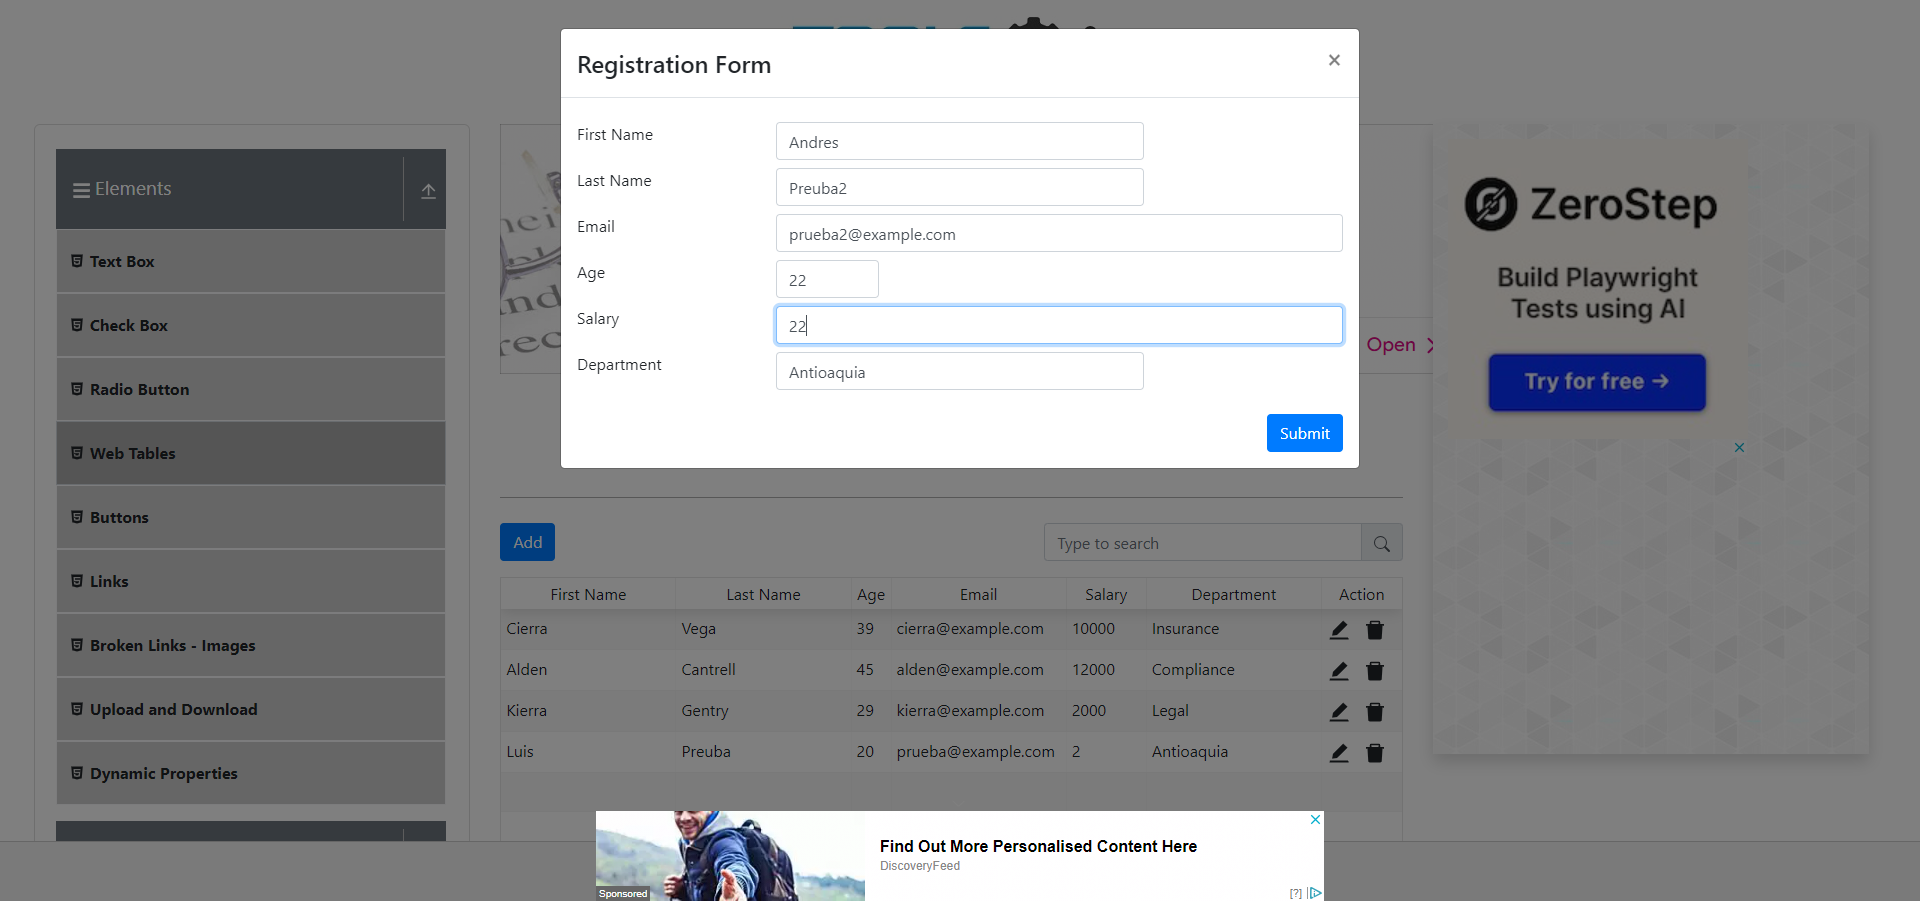 Registration Form
×
First Name
Andres
Last Name
Preuba2
Email
prueba2@example.com
Age
22
Salary
22
Department
Antioaquia
Submit
Elements
Text Box
Check Box
Radio Button
Web Tables
Buttons
Links
Broken Links - Images
Upload and Download
Dynamic Properties
Open
ZeroStep
Build Playwright
Tests using AI
Try for free →
Add
Type to search
First Name Last Name Age Email Salary Department Action
Cierra Vega 39 cierra@example.com 10000 Insurance
Alden Cantrell 45 alden@example.com 12000 Compliance
Kierra Gentry 29 kierra@example.com 2000 Legal
Luis Preuba 20 prueba@example.com 2 Antioaquia
Find Out More Personalised Content Here
DiscoveryFeed
Sponsored
[?]